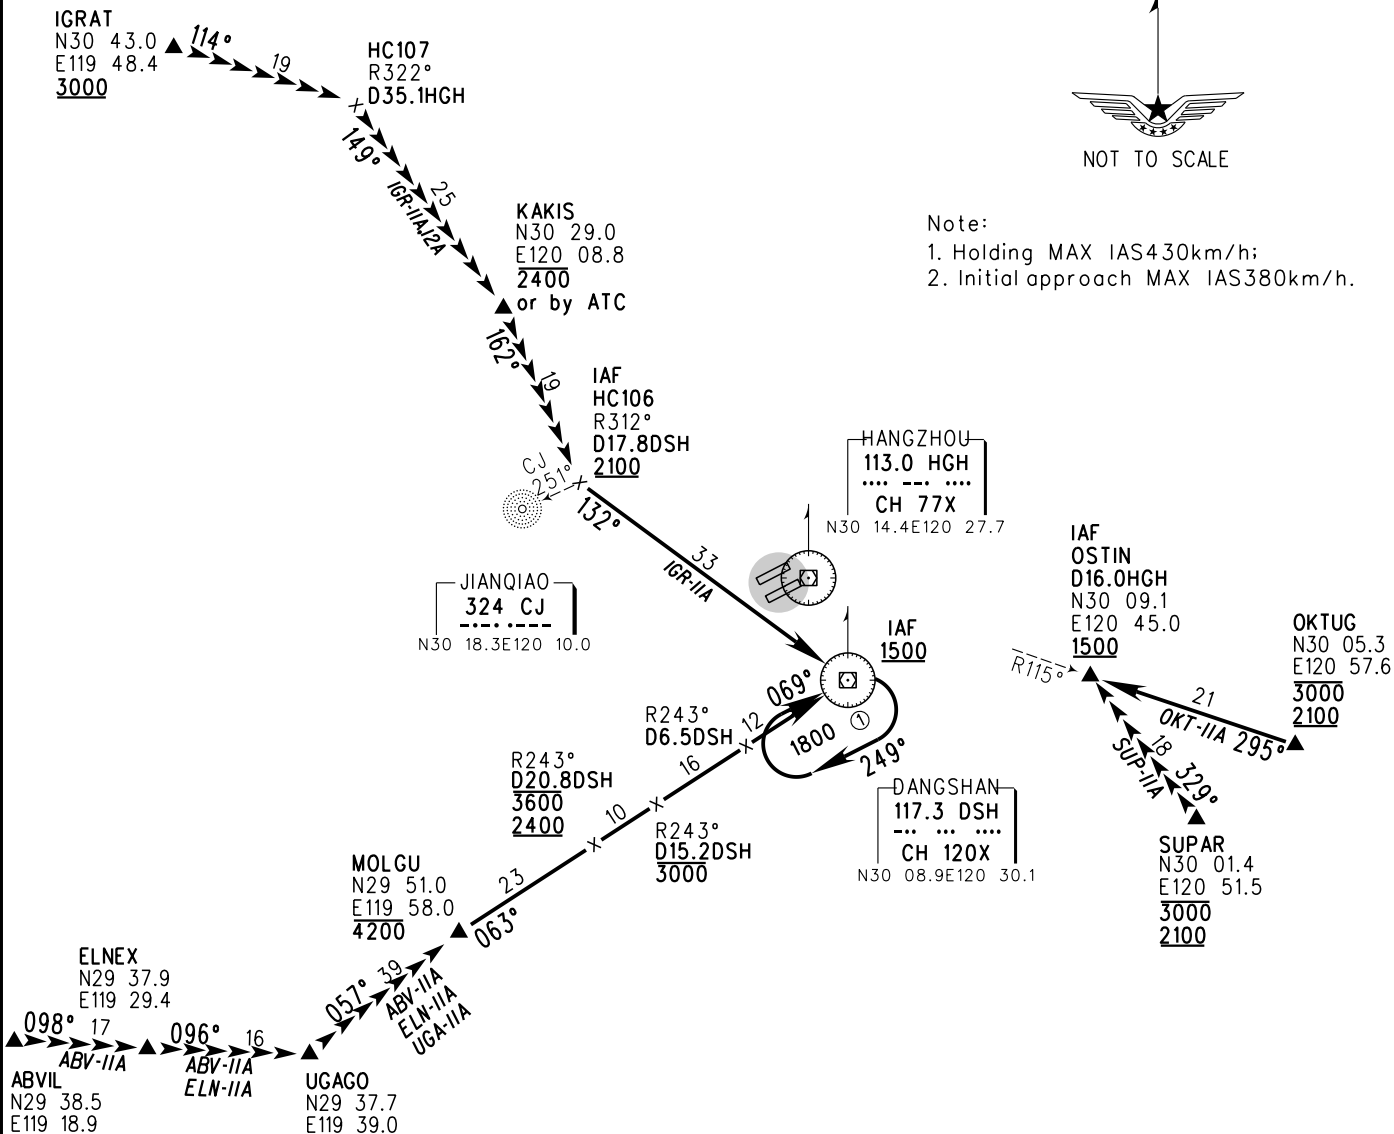 IGRAT
N30 43.0
E119 48.4
3000
114°
19
HC107
R322°
D35.1HGH
149°
25
IGR-11A,12A
KAKIS
N30 29.0
E120 08.8
2400
or by ATC
162°
19
IAF
HC106
R312°
D17.8DSH
2100
CJ
251°
132°
33
IGR-11A
NOT TO SCALE
Note:
1. Holding MAX IAS430km/h;
2. Initial approach MAX IAS380km/h.
HANGZHOU
113.0 HGH
···· --· ····
CH 77X
N30 14.4E120 27.7
JIANQIAO
324 CJ
-·-· ·---
N30 18.3E120 10.0
IAF
1500
069°
1800
1
249°
DANGSHAN
117.3 DSH
-·· ··· ····
CH 120X
N30 08.9E120 30.1
IAF
OSTIN
D16.0HGH
N30 09.1
E120 45.0
1500
R115°
OKTUG
N30 05.3
E120 57.6
3000
2100
21
OKT-11A 295°
18
329°
SUP-11A
SUPAR
N30 01.4
E120 51.5
3000
2100
R243°
D6.5DSH
12
16
R243°
D20.8DSH
3600
2400
10
R243°
D15.2DSH
3000
MOLGU
N29 51.0
E119 58.0
4200
23
063°
057°
39
ABV-11A
ELN-11A
UGA-11A
ELNEX
N29 37.9
E119 29.4
098°
17
ABV-11A
096°
16
ABV-11A
ELN-11A
ABVIL
N29 38.5
E119 18.9
UGAGO
N29 37.7
E119 39.0